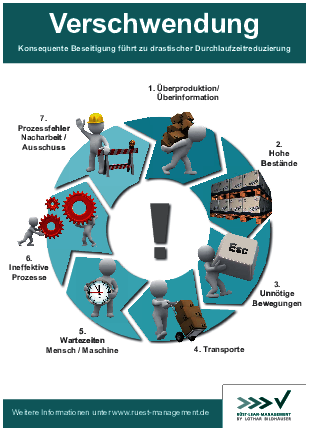 Verschwendung
Konsequente Beseitigung führt zu drastischer Durchlaufzeitreduzierung
1. Überproduktion/
Überinformation
2.
Hohe
Bestände
Esc
3.
Unnötige
Bewegungen
4. Transporte
5.
Wartezeiten
Mensch / Maschine
6.
Ineffektive
Prozesse
7.
Prozessfehler
Nacharbeit /
Ausschuss
!
Weitere Informationen unter www.ruest-management.de
RÜST-LEAN-MANAGEMENT
BY LOTHAR BILDHÄUSER